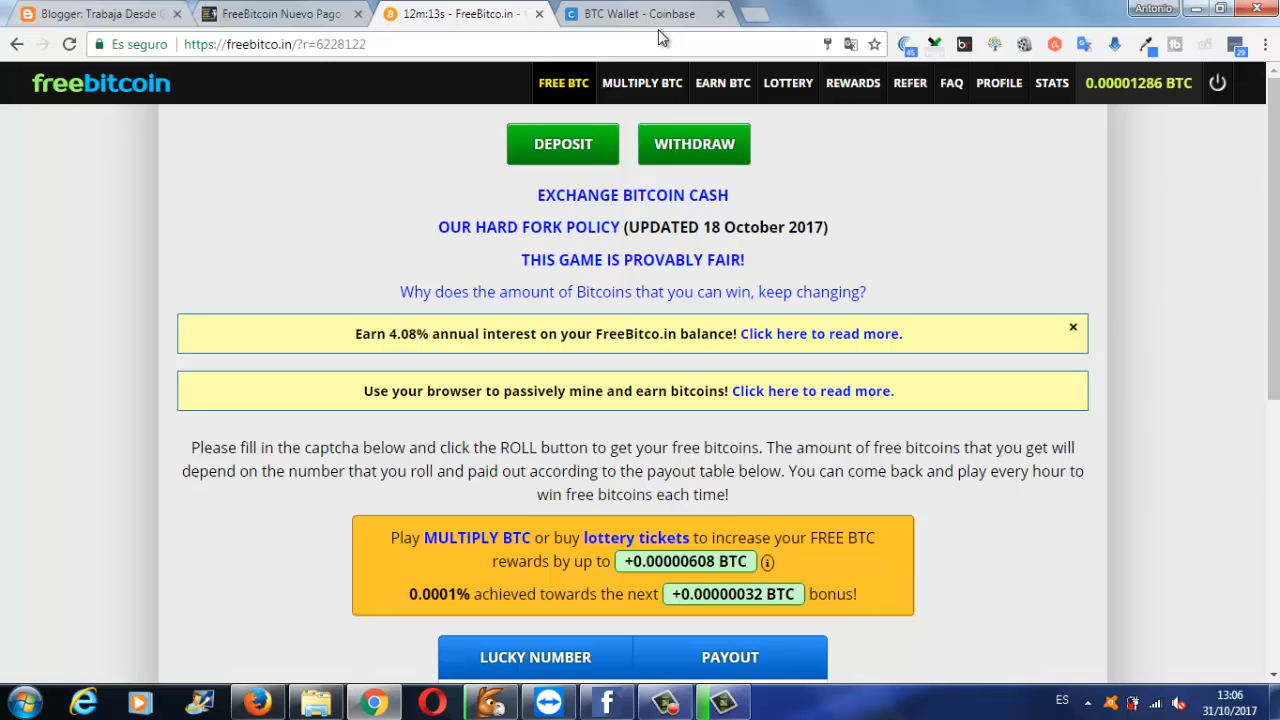 Blogger: Trabaja Desde C
FreeBitcoin Nuevo Pago
12m:13s - FreeBitco.in -
BTC Wallet - Coinbase
Antonio
Es seguro
https://freebitco.in/?r=6228122
45
29
freebitcoin
FREE BTC
MULTIPLY BTC
EARN BTC
LOTTERY
REWARDS
REFER
FAQ
PROFILE
STATS
0.00001286 BTC
DEPOSIT
WITHDRAW
EXCHANGE BITCOIN CASH
OUR HARD FORK POLICY (UPDATED 18 October 2017)
THIS GAME IS PROVABLY FAIR!
Why does the amount of Bitcoins that you can win, keep changing?
Earn 4.08% annual interest on your FreeBitco.in balance! Click here to read more.
Use your browser to passively mine and earn bitcoins! Click here to read more.
Please fill in the captcha below and click the ROLL button to get your free bitcoins. The amount of free bitcoins that you get will
depend on the number that you roll and paid out according to the payout table below. You can come back and play every hour to
win free bitcoins each time!
Play MULTIPLY BTC or buy lottery tickets to increase your FREE BTC
rewards by up to +0.00000608 BTC
0.0001% achieved towards the next +0.00000032 BTC bonus!
LUCKY NUMBER
PAYOUT
ES
13:06
31/10/2017